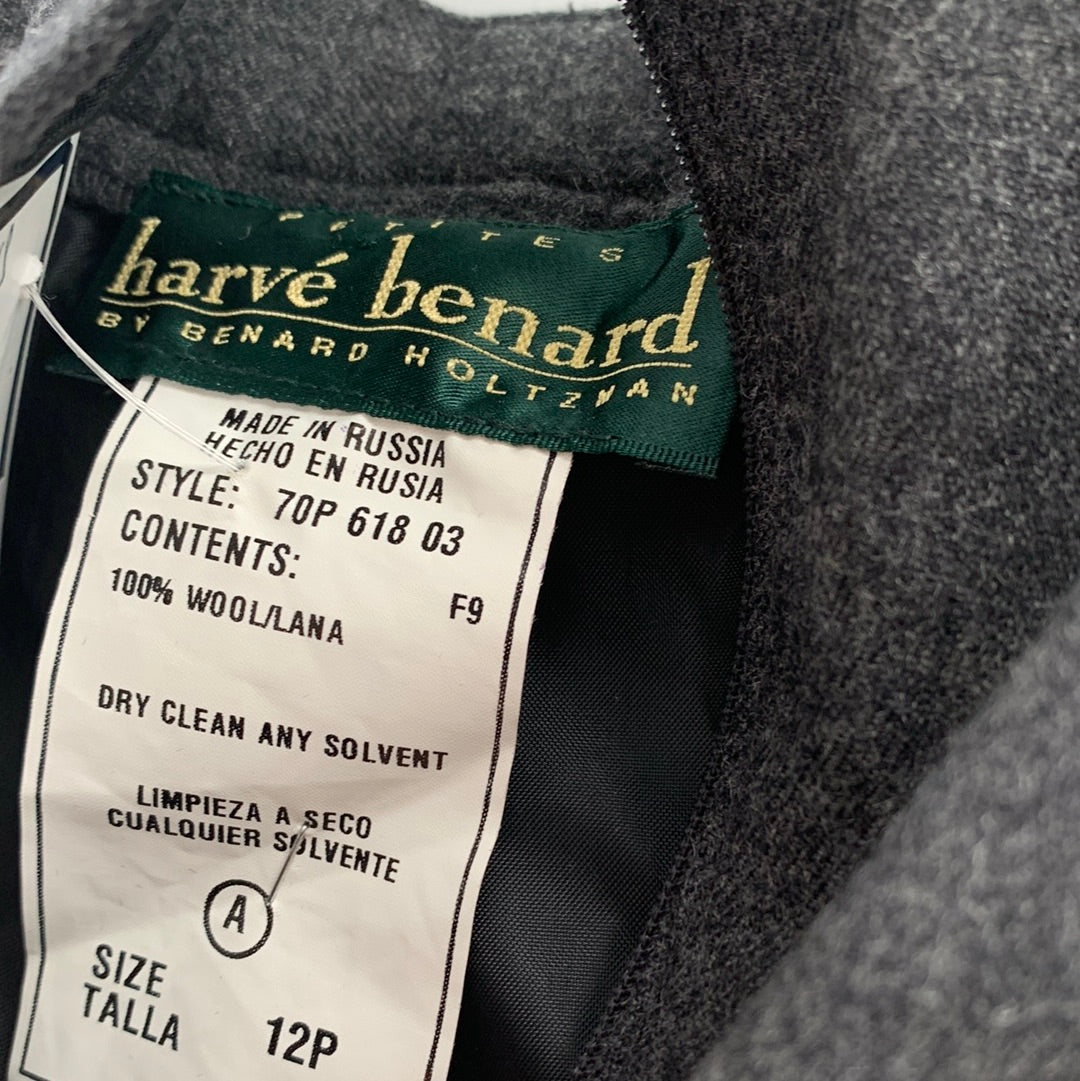 PETITES
harvé benard
BY BENARD HOLTZMAN
MADE IN RUSSIA
HECHO EN RUSIA
STYLE: 70P 618 03
CONTENTS:
F9
100% WOOL/LANA
DRY CLEAN ANY SOLVENT
LIMPIEZA A SECO
CUALQUIER SOLVENTE
A
SIZE
TALLA 12P